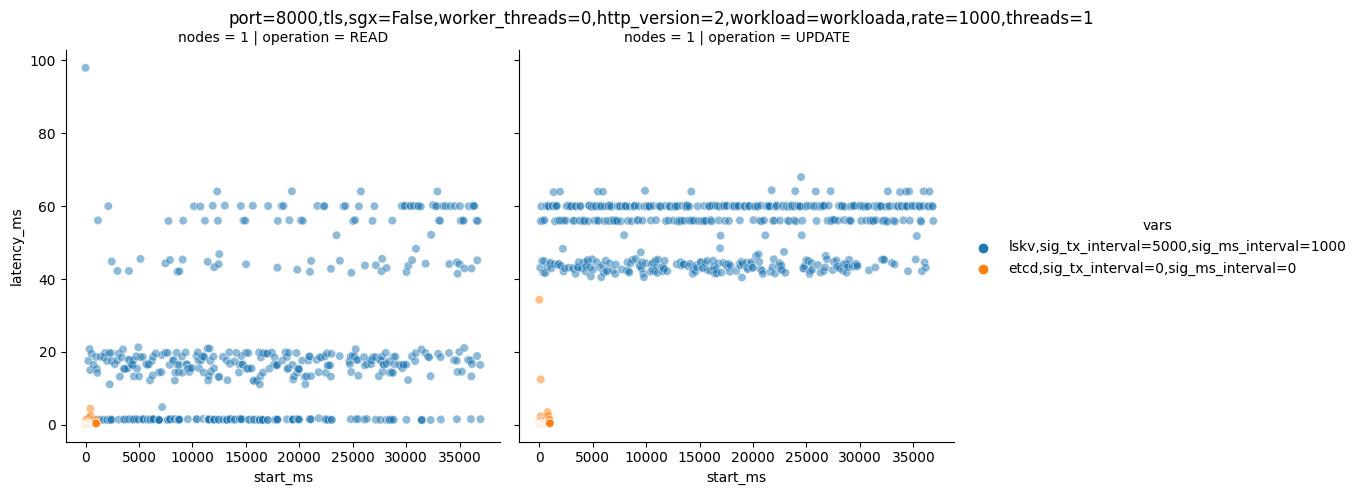 port=8000,tls,sgx=False,worker_threads=0,http_version=2,workload=workloada,rate=1000,threads=1
nodes = 1 | operation = READ
nodes = 1 | operation = UPDATE
100
80
60
40
20
0
latency_ms
0 5000 10000 15000 20000 25000 30000 35000
start_ms
0 5000 10000 15000 20000 25000 30000 35000
start_ms
vars
lskv,sig_tx_interval=5000,sig_ms_interval=1000
etcd,sig_tx_interval=0,sig_ms_interval=0